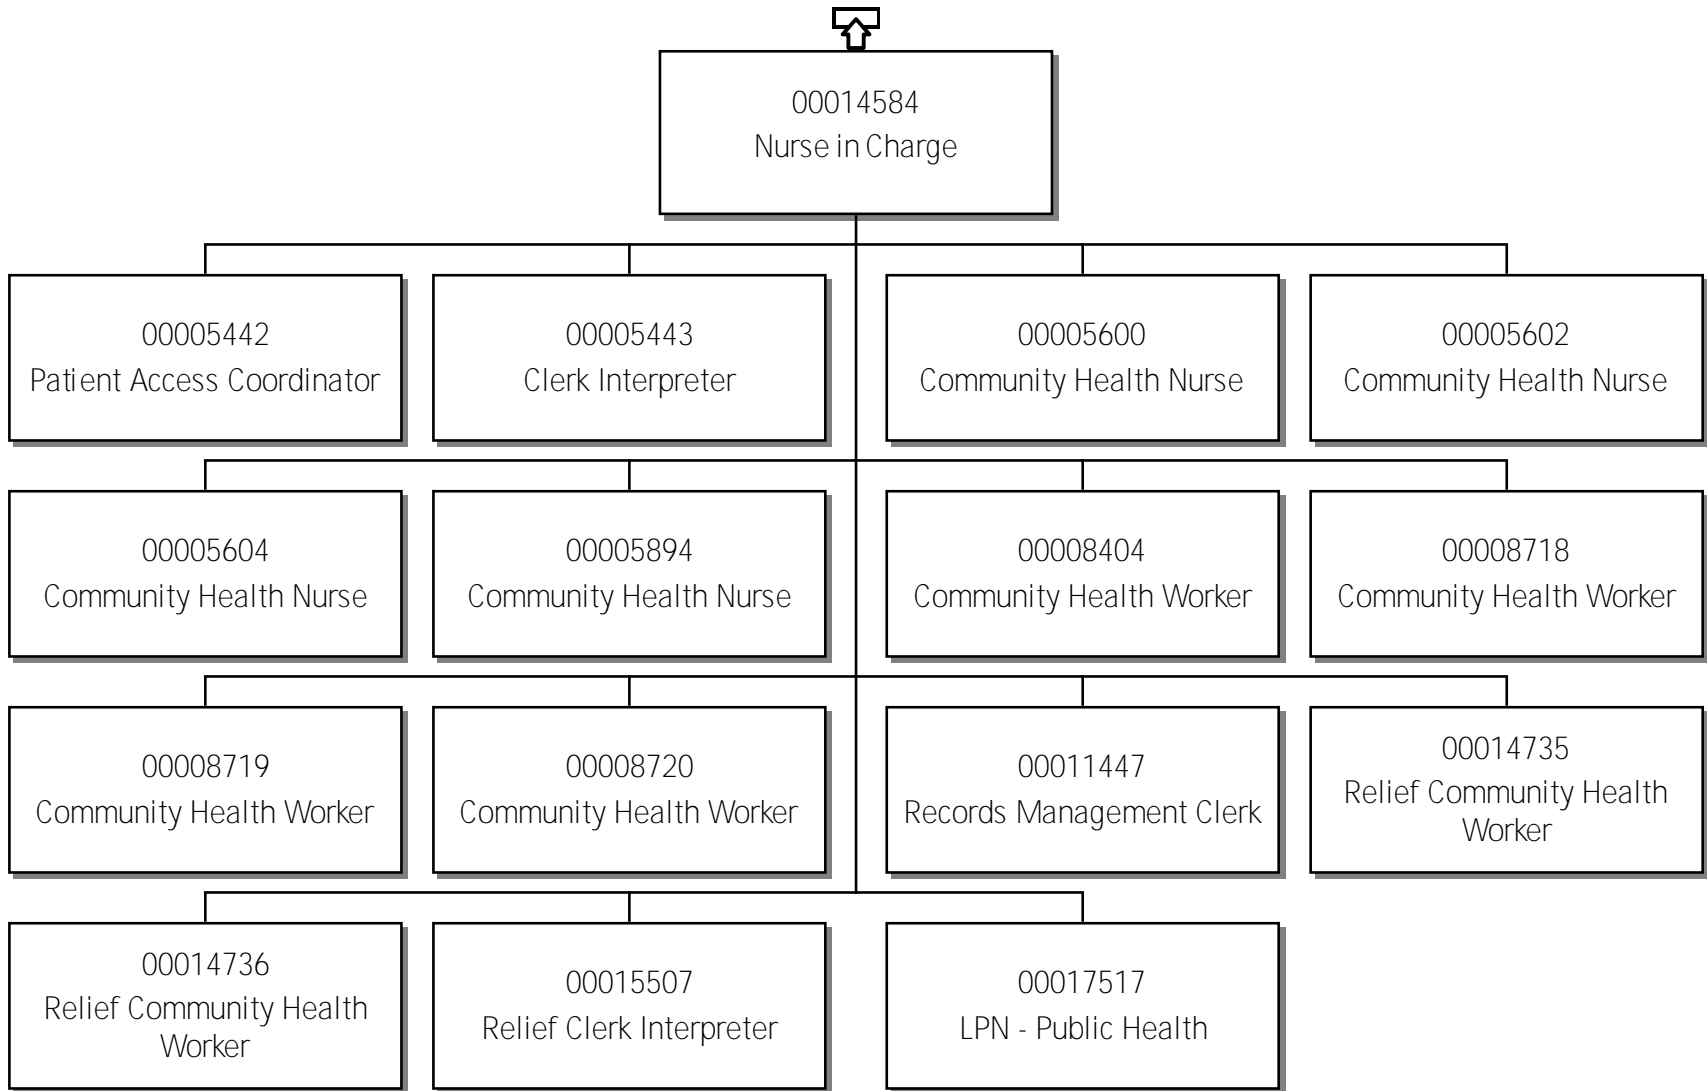 00014584
Nurse in Charge
00005442
Patient Access Coordinator
00005443
Clerk Interpreter
00005600
Community Health Nurse
00005602
Community Health Nurse
00005604
Community Health Nurse
00005894
Community Health Nurse
00008404
Community Health Worker
00008718
Community Health Worker
00008719
Community Health Worker
00008720
Community Health Worker
00011447
Records Management Clerk
00014735
Relief Community Health
Worker
00014736
Relief Community Health
Worker
00015507
Relief Clerk Interpreter
00017517
LPN - Public Health